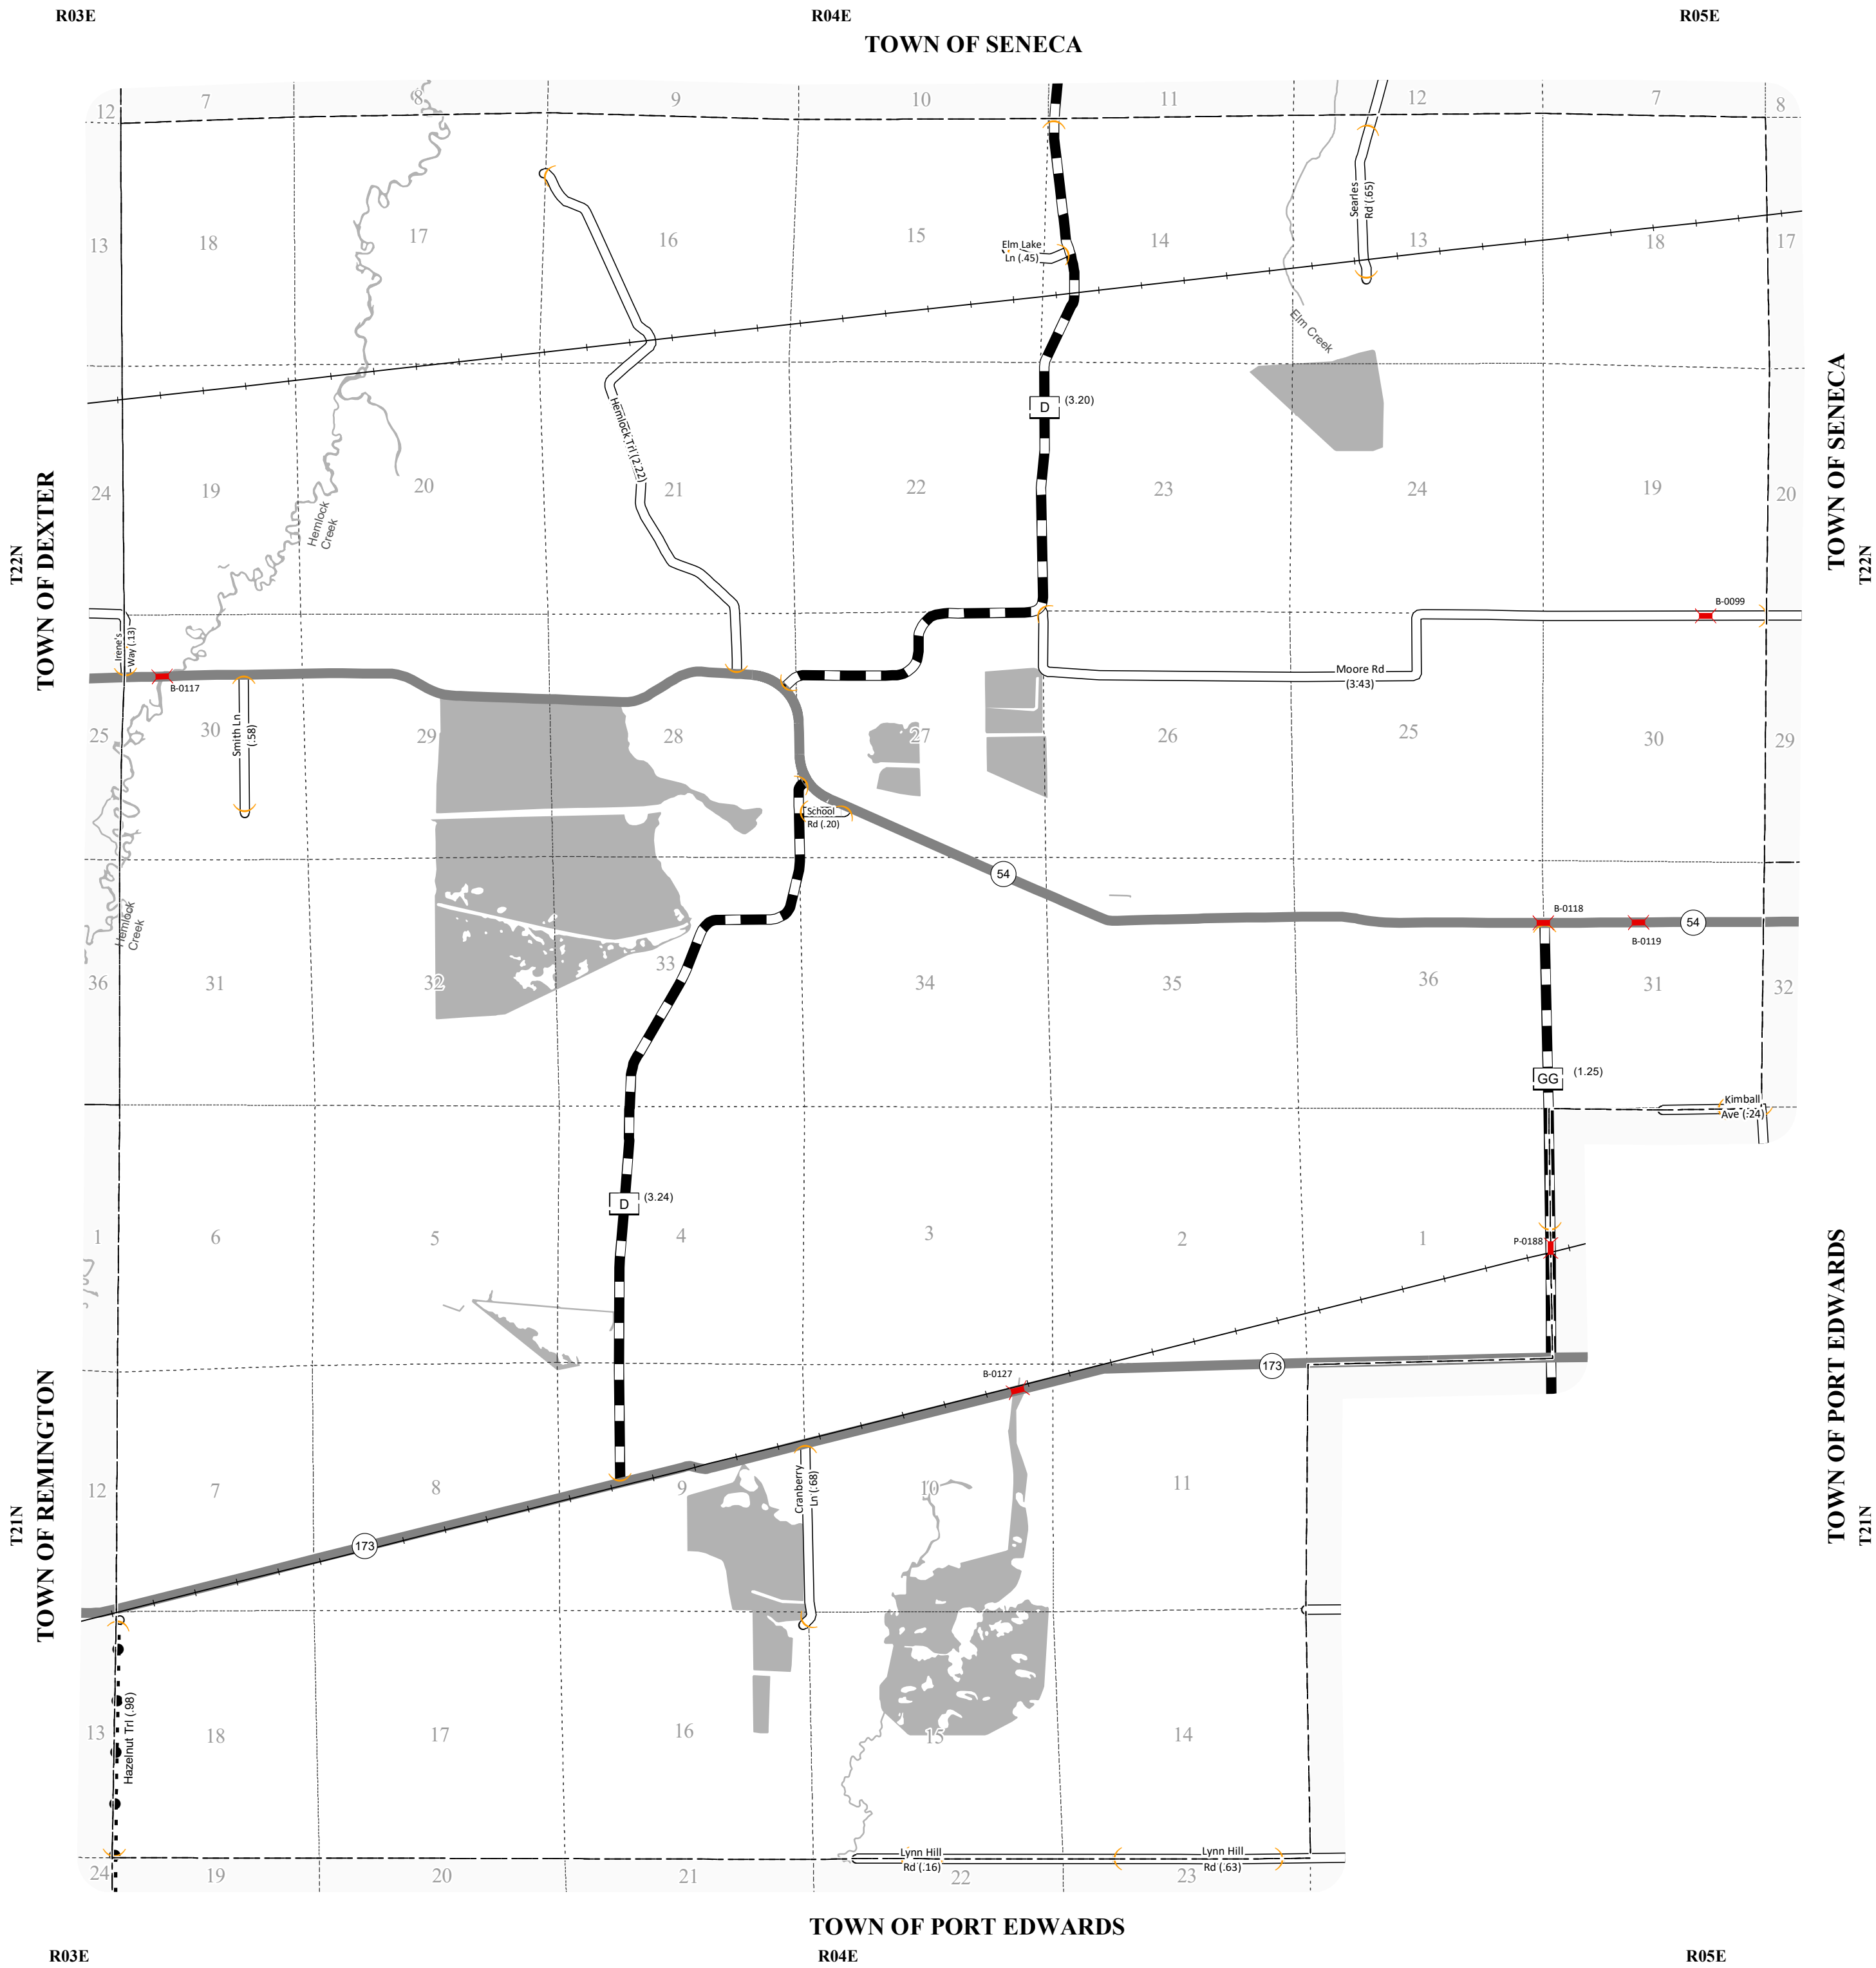 R03E R04E R05E
TOWN OF SENECA
12 7 8 9 10 11 12 7 8
13 18 17 16 15 14 13 18 17
Elm Lake
Ln (.45)
Searles
Rd (.65)
Elm Creek
D (3.20)
Hemlock Trl (2.22)
24 19 20 21 22 23 24 19 20
Hemlock
Creek
T22N
TOWN OF DEXTER
TOWN OF SENECA
T22N
B-0099
Irene's
Way (.13)
B-0117
Moore Rd
(3.43)
Smith Ln
(.58)
25 30 29 28 27 26 25 30 29
School
Rd (.20)
54
Hemlock
Creek
B-0118
54
B-0119
36 31 32 33 34 35 36 31 32
GG (1.25)
Kimball
Ave (.24)
D (3.24)
1 6 5 4 3 2 1
P-0188
173
B-0127
T21N
TOWN OF REMINGTON
TOWN OF PORT EDWARDS
T21N
12 7 8 9 10 11
Cranberry
Ln (.68)
173
Hazelnut Trl (.98)
13 18 17 16 15 14
Lynn Hill
Rd (.16)
Lynn Hill
Rd (.63)
24 19 20 21 22 23
TOWN OF PORT EDWARDS
R03E R04E R05E